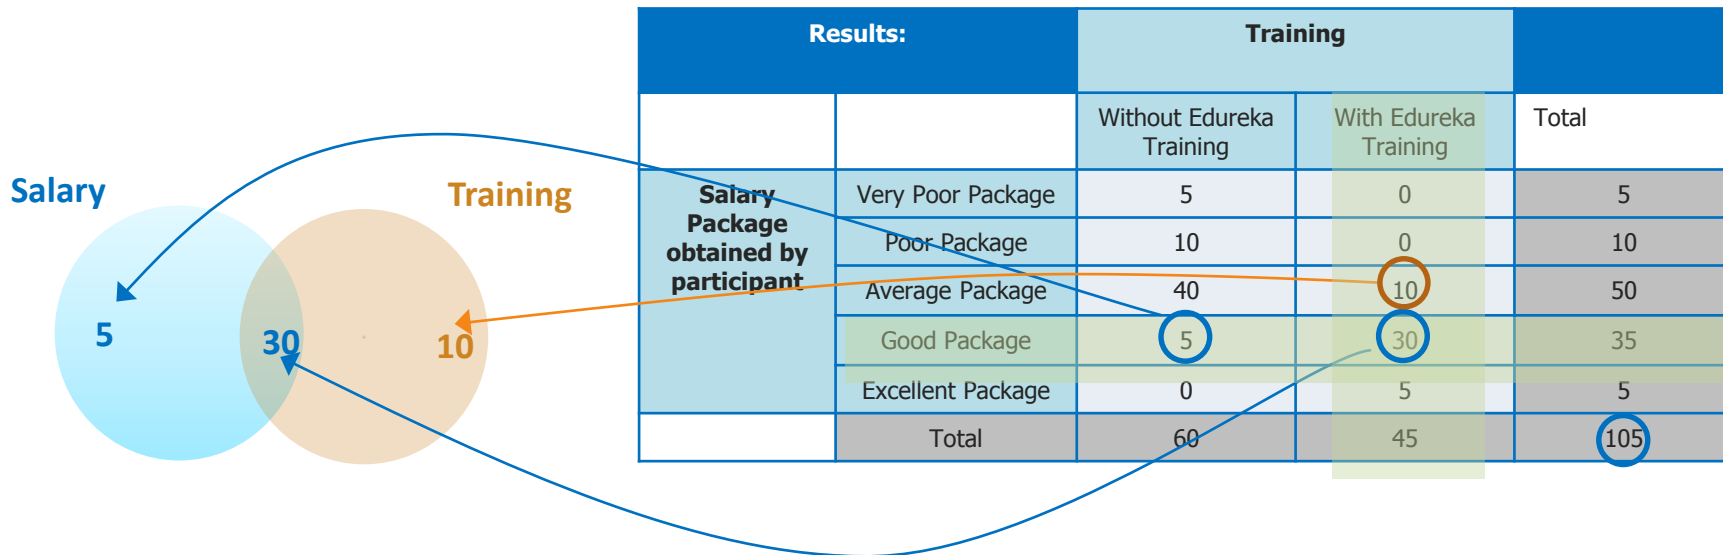 Results: Training
Without Edureka Training With Edureka Training Total
Salary Package obtained by participant
Very Poor Package 5 0 5
Poor Package 10 0 10
Average Package 40 10 50
Good Package 5 30 35
Excellent Package 0 5 5
Total 60 45 105
Salary Training
5 30 10